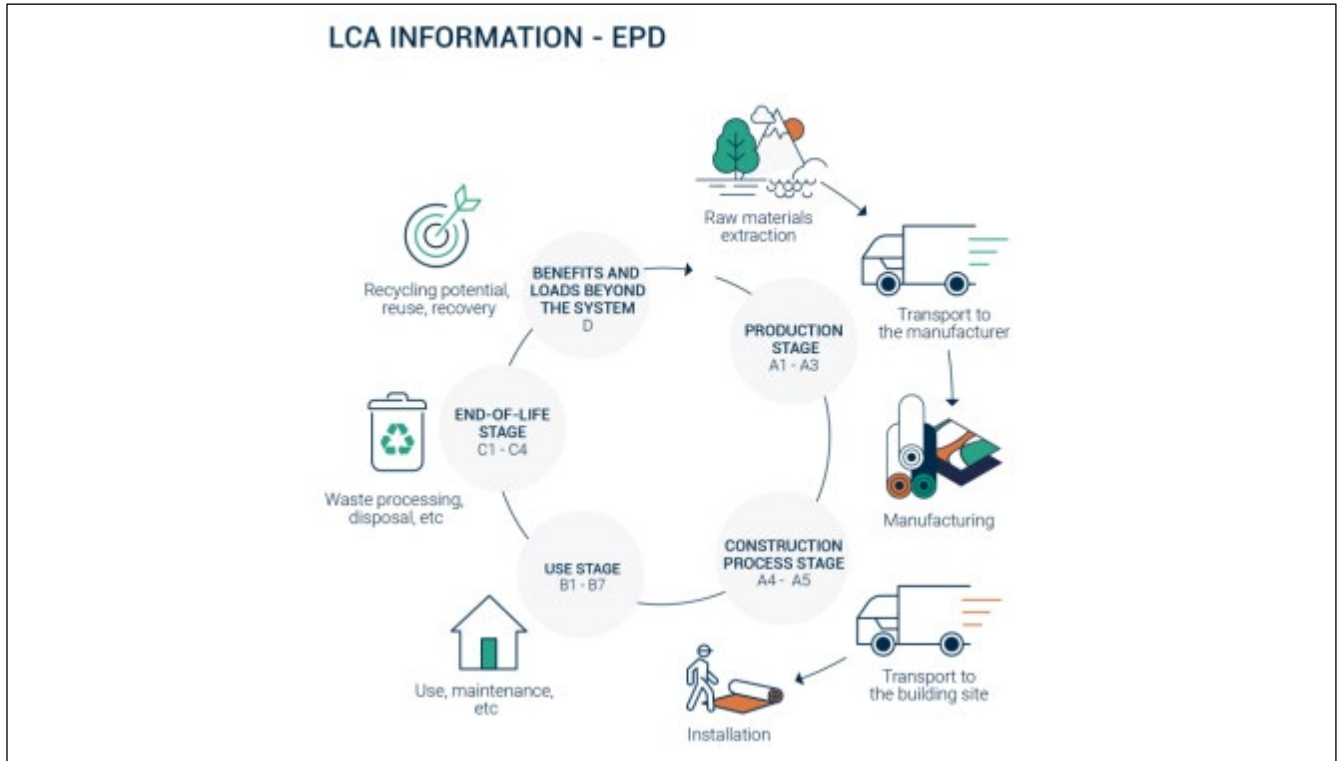 LCA INFORMATION - EPD
Raw materials
extraction
Transport to
the manufacturer
Manufacturing
PRODUCTION
STAGE
A1 - A3
CONSTRUCTION
PROCESS STAGE
A4 - A5
Transport to
the building site
Installation
USE STAGE
B1 - B7
Use, maintenance,
etc
END-OF-LIFE
STAGE
C1 - C4
Waste processing,
disposal, etc
BENEFITS AND
LOADS BEYOND
THE SYSTEM
D
Recycling potential,
reuse, recovery